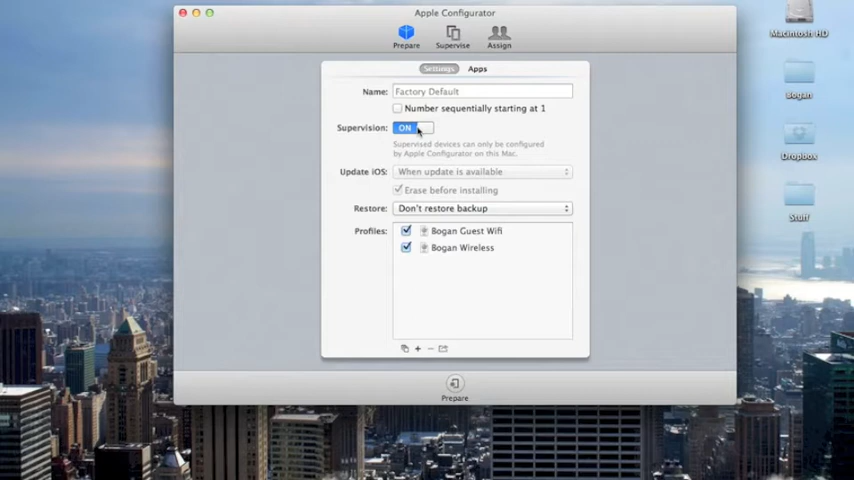 Apple Configurator
Prepare Supervise Assign
Macintosh HD
Settings Apps
Name: Factory Default
Number sequentially starting at 1
Bogan
Supervision: ON
Supervised devices can only be configured
by Apple Configurator on this Mac.
Dropbox
Update iOS: When update is available
Erase before installing
Restore: Don't restore backup
Stuff
Profiles: Bogan Guest Wifi
Bogan Wireless
Prepare